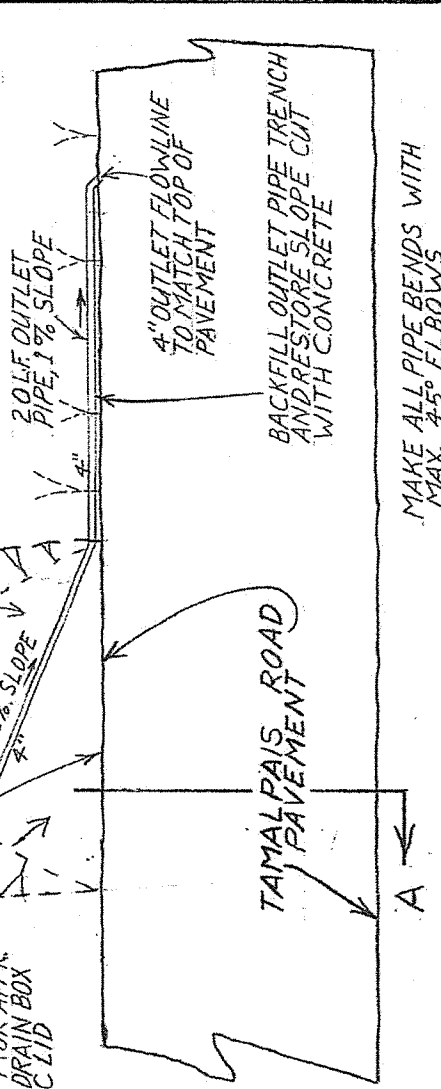 20 L.F. OUTLET
PIPE, 1% SLOPE
4"
4" OUTLET FLOWLINE
TO MATCH TOP OF
PAVEMENT
BACKFILL OUTLET PIPE TRENCH
AND RESTORE SLOPE CUT
WITH CONCRETE
% SLOPE
4"
DRAIN BOX
C LID
TAMALPAIS ROAD
PAVEMENT
A
MAKE ALL PIPE BENDS WITH
MAX. 45° ELBOWS